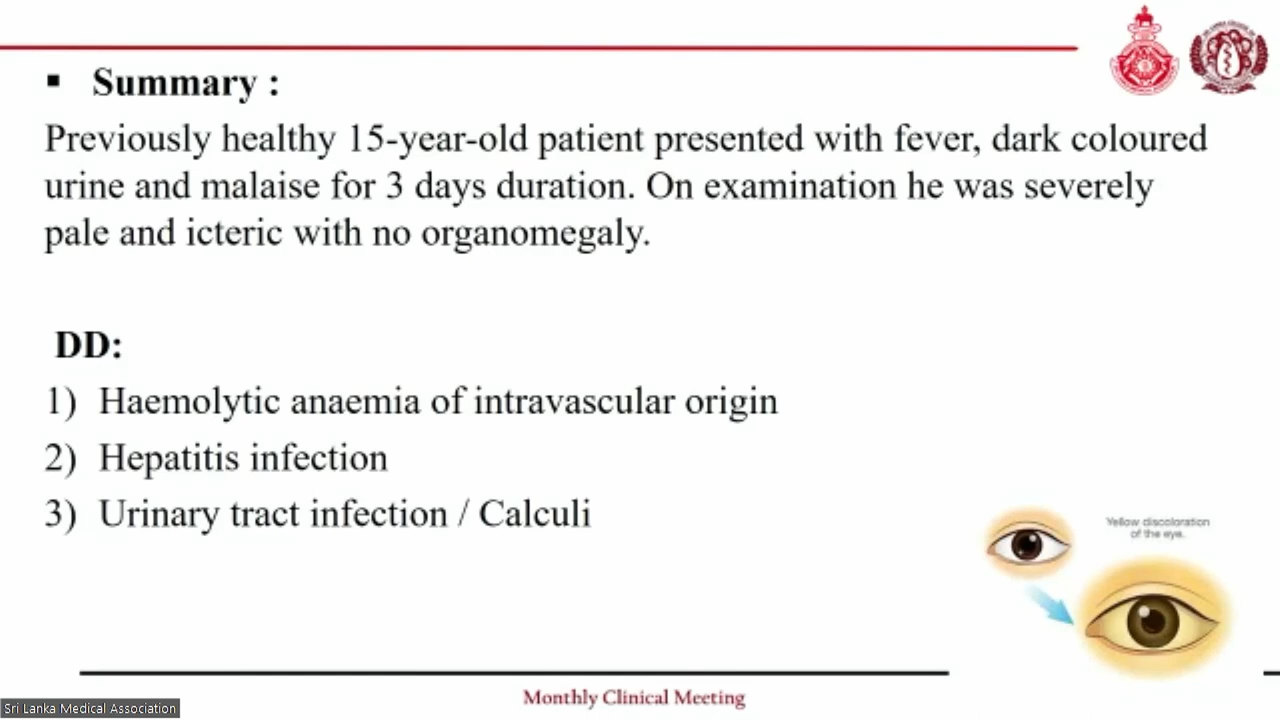 ▪ Summary :
Previously healthy 15-year-old patient presented with fever, dark coloured
urine and malaise for 3 days duration. On examination he was severely
pale and icteric with no organomegaly.
DD:
1) Haemolytic anaemia of intravascular origin
2) Hepatitis infection
3) Urinary tract infection / Calculi
Yellow discoloration
of the eye.
Monthly Clinical Meeting
Sri Lanka Medical Association